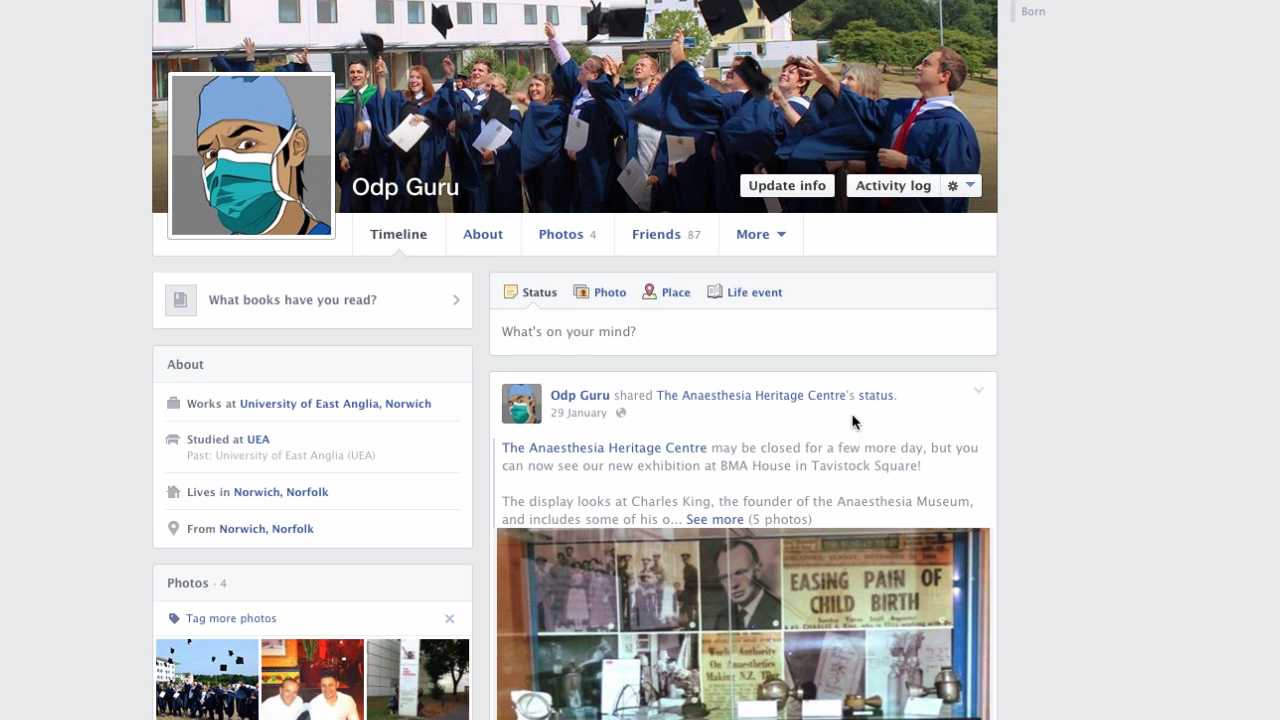 Born
Odp Guru
Update info
Activity log
Timeline
About
Photos 4
Friends 87
More
What books have you read?
Status
Photo
Place
Life event
What's on your mind?
About
Works at University of East Anglia, Norwich
Studied at UEA
Past: University of East Anglia (UEA)
Lives in Norwich, Norfolk
From Norwich, Norfolk
Photos · 4
Tag more photos
Odp Guru shared The Anaesthesia Heritage Centre's status.
29 January
The Anaesthesia Heritage Centre may be closed for a few more day, but you
can now see our new exhibition at BMA House in Tavistock Square!
The display looks at Charles King, the founder of the Anaesthesia Museum,
and includes some of his o... See more (5 photos)
EASING PAIN OF
CHILD BIRTH
Authority
On Anaesthetics